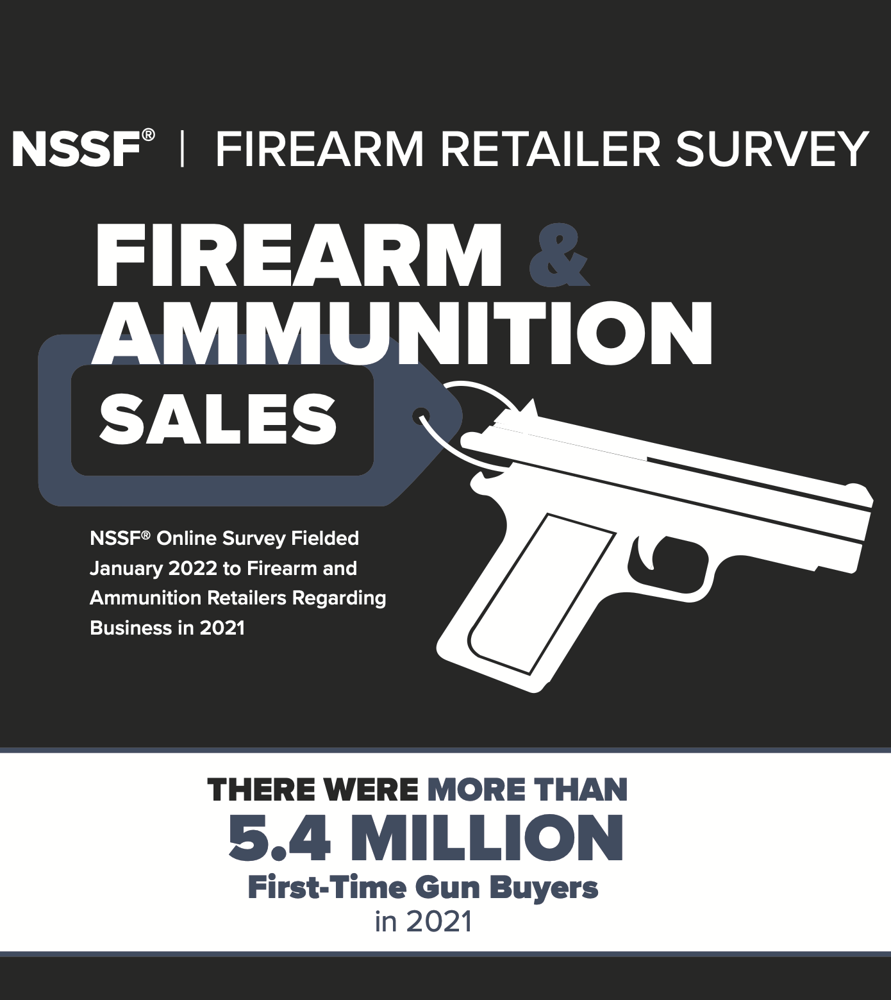 NSSF® | FIREARM RETAILER SURVEY
FIREARM &
AMMUNITION
SALES
NSSF® Online Survey Fielded
January 2022 to Firearm and
Ammunition Retailers Regarding
Business in 2021
THERE WERE MORE THAN
5.4 MILLION
First-Time Gun Buyers
in 2021